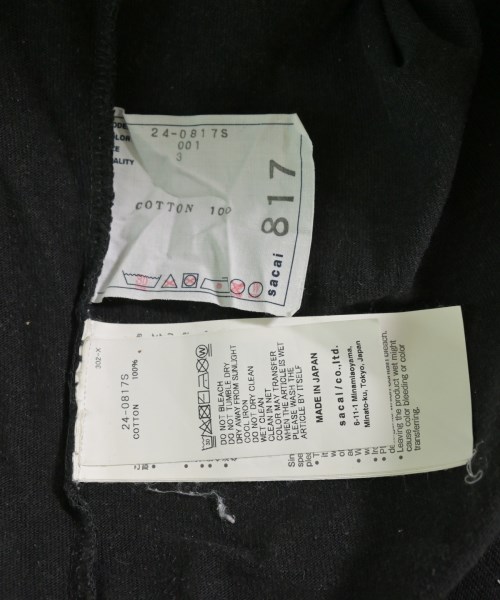 24-0817S
001
3
COTTON 100
sacai 817
302-X
24-0817S
COTTON 100%
DO NOT BLEACH
DO NOT TUMBLE DRY
DRY AWAY FROM SUNLIGHT
COOL IRON
DO NOT DRY CLEAN
WET CLEAN
CLEAN IN NET
COLOR MAY TRANSFER
WHEN THE ARTICLE IS WET
PLEASE WASH THE
ARTICLE BY ITSELF
MADE IN JAPAN
sacai/co.,ltd.
6-11-1 Minamiaoyama,
Minato-ku, Tokyo, Japan
• Leaving the product wet might
cause color bleeding or color
transferring.